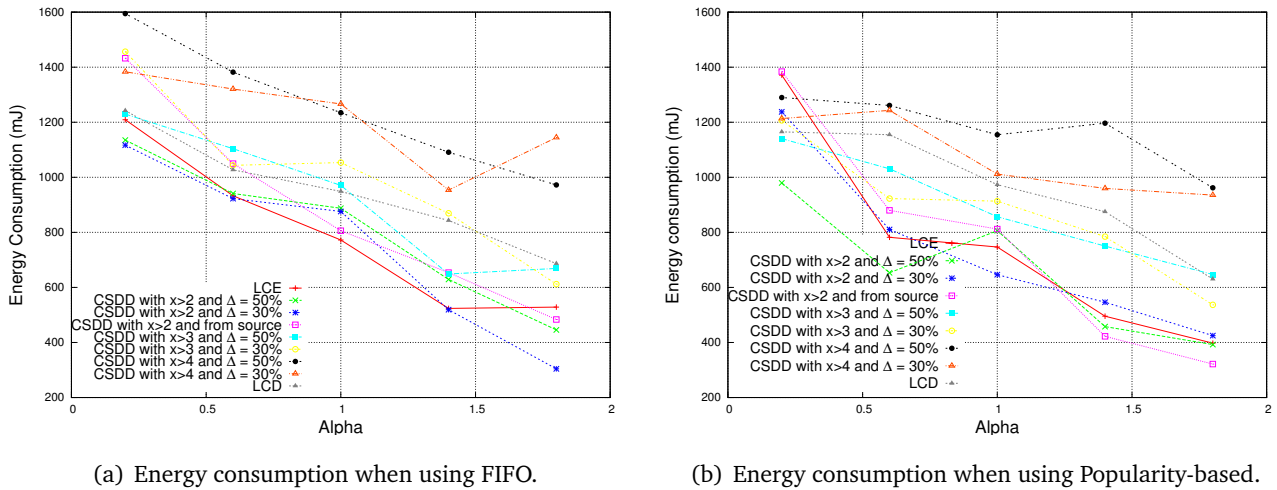 1600
1400
1200
1000
800
600
400
200
0
0.5
1
1.5
2
Energy Consumption (mJ)
Alpha
LCE
CSDD with x>2 and Δ = 50%
CSDD with x>2 and Δ = 30%
CSDD with x>2 and from source
CSDD with x>3 and Δ = 50%
CSDD with x>3 and Δ = 30%
CSDD with x>4 and Δ = 50%
CSDD with x>4 and Δ = 30%
LCD
(a) Energy consumption when using FIFO.
1600
1400
1200
1000
800
600
400
200
0
0.5
1
1.5
2
Energy consumption (mJ)
Alpha
LCE
CSDD with x>2 and Δ = 50%
CSDD with x>2 and Δ = 30%
CSDD with x>2 and from source
CSDD with x>3 and Δ = 50%
CSDD with x>3 and Δ = 30%
CSDD with x>4 and Δ = 50%
CSDD with x>4 and Δ = 30%
LCD
(b) Energy consumption when using Popularity-based.